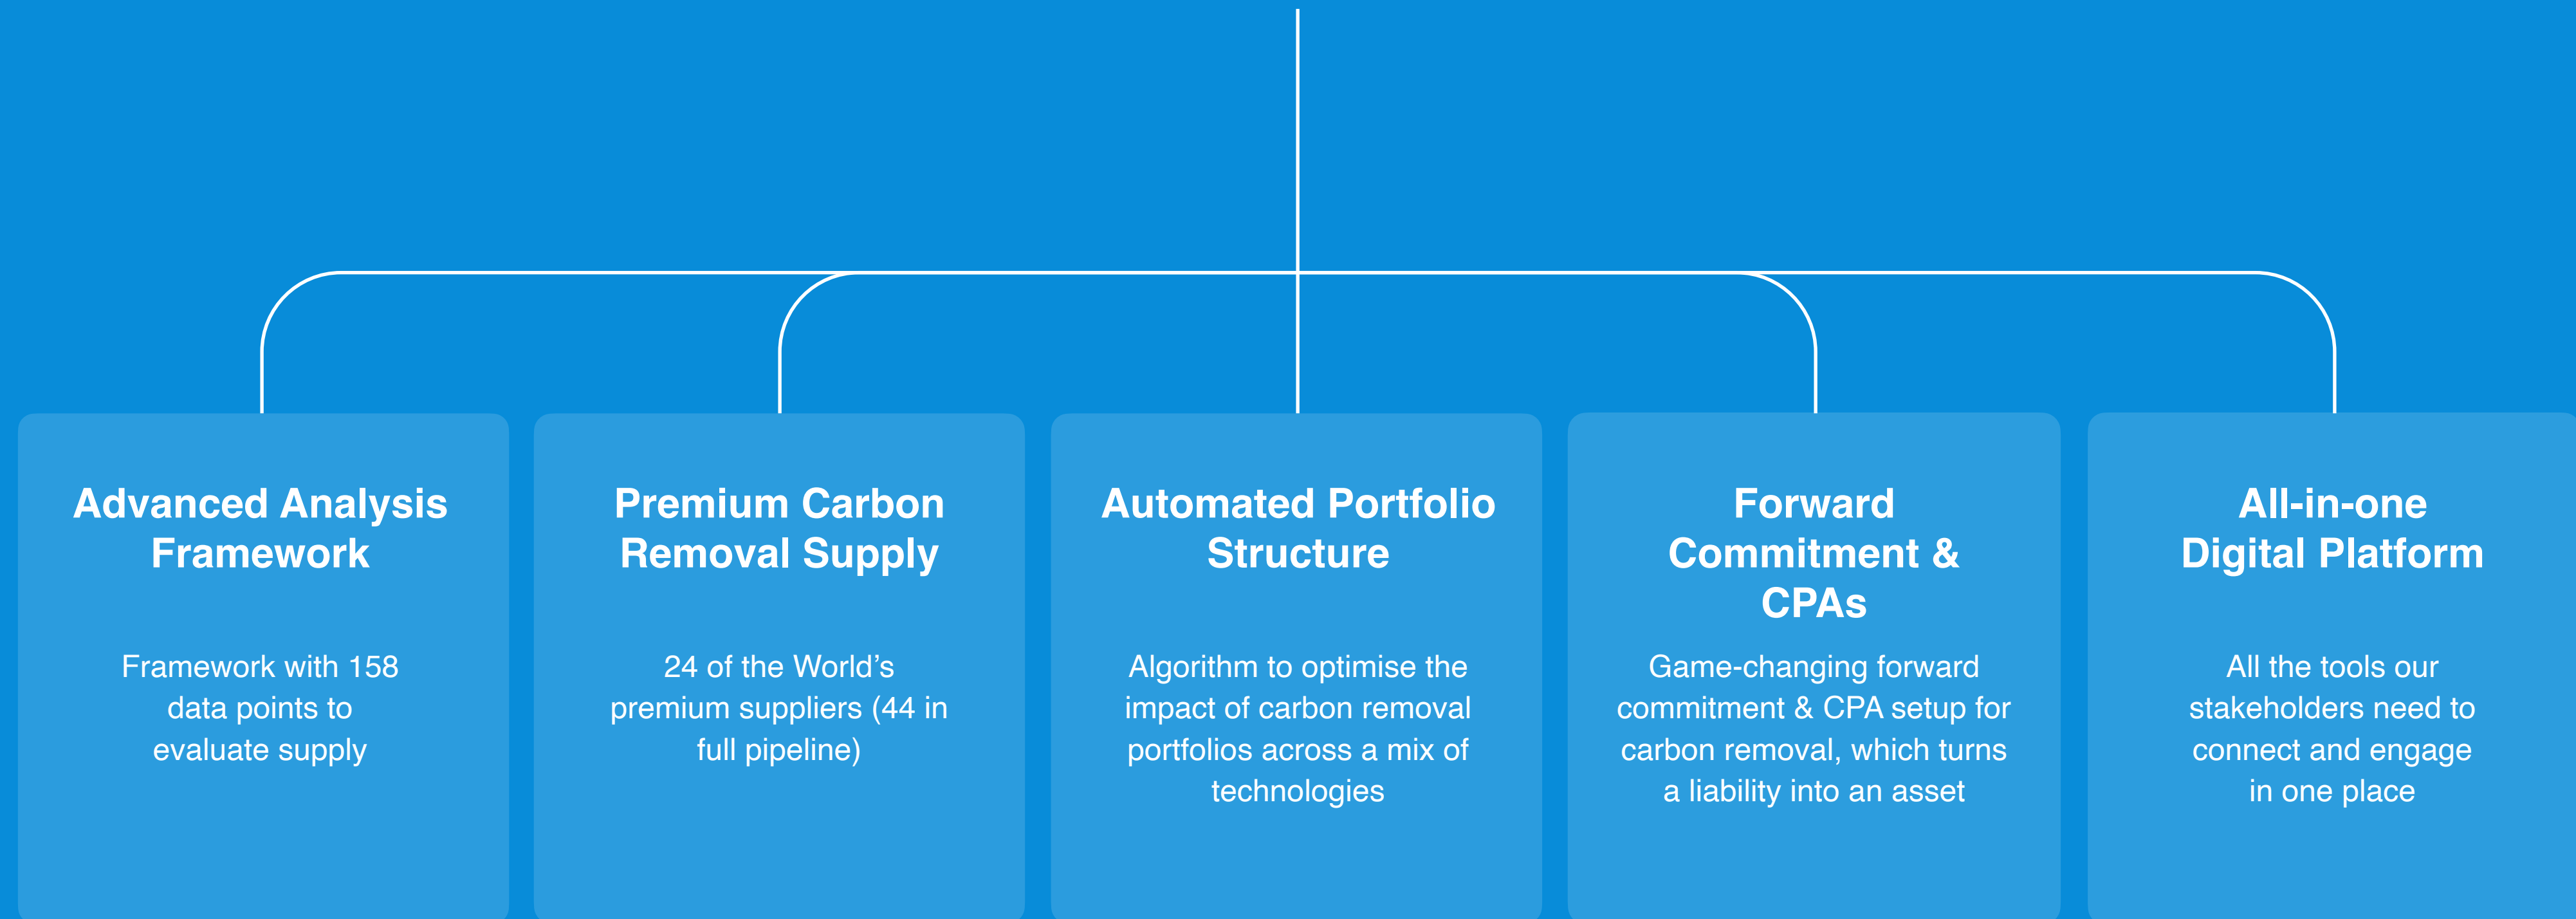 Advanced Analysis
Framework
Framework with 158
data points to
evaluate supply
Premium Carbon
Removal Supply
24 of the World’s
premium suppliers (44 in
full pipeline)
Automated Portfolio
Structure
Algorithm to optimise the
impact of carbon removal
portfolios across a mix of
technologies
Forward
Commitment &
CPAs
Game-changing forward
commitment & CPA setup for
carbon removal, which turns
a liability into an asset
All-in-one
Digital Platform
All the tools our
stakeholders need to
connect and engage
in one place